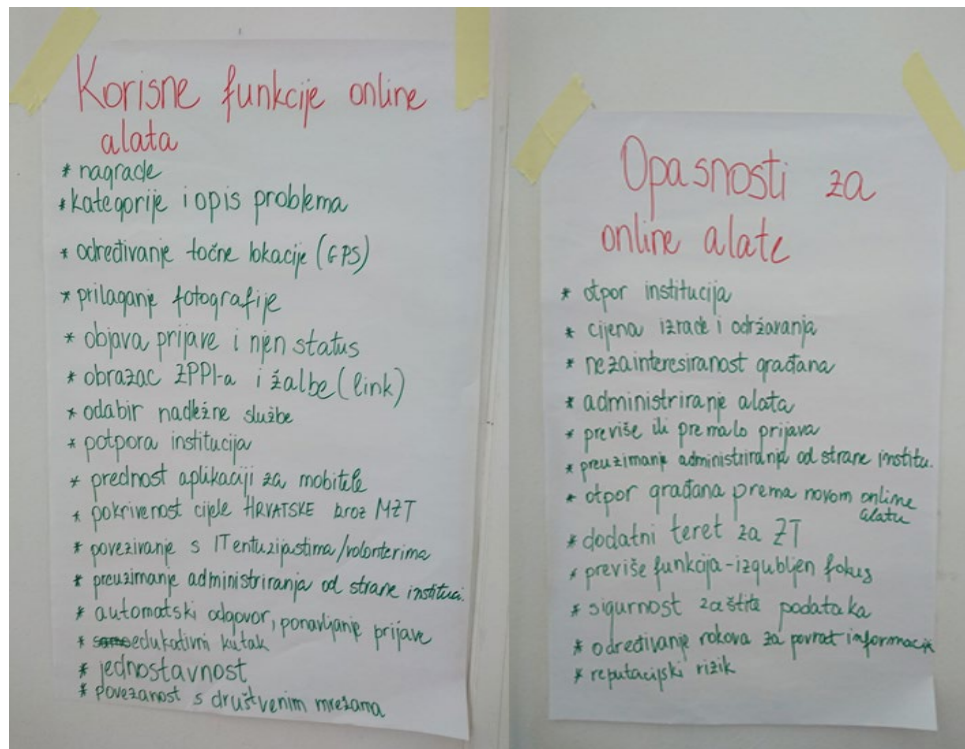 Korisne funkcije online
alata
* nagrade
* kategorije i opis problema
* određivanje točne lokacije (GPS)
* prilaganje fotografije
* objava prijave i njen status
* obrazac ZPPI-a i žalbe (link)
* odabir nadležne službe
* potpora institucija
* prednost aplikaciji za mobitele
* pokrivenost cijele HRVATSKE kroz MŽT
* povezivanje s IT entuzijastima/volonterima
* preuzimanje administriranja od strane instituci.
* automatski odgovor, ponavljanje prijave
* edukativni kutak
* jednostavnost
* povezanost s društvenim mrežama
Opasnosti za
online alate
* otpor institucija
* cijena izrade i održavanja
* nezainteresiranost građana
* administriranje alata
* previše ili premalo prijava
* preuzimanje administriranja od strane institu.
* otpor građana prema novom online
alatu
* dodatni teret za ŽT
* previše funkcija - izgubljen fokus
* sigurnost zaštite podataka
* određivanje rokova za povrat informacija
* reputacijski rizik